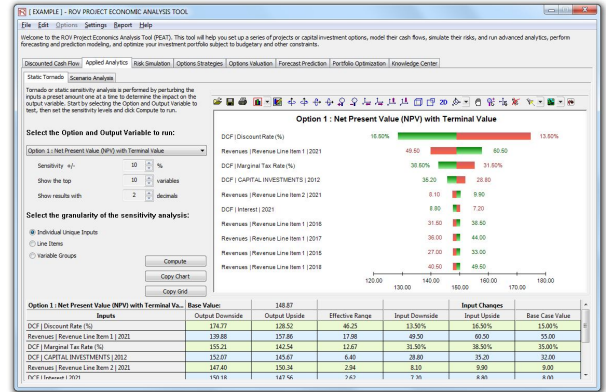 [ EXAMPLE ] - ROV PROJECT ECONOMIC ANALYSIS TOOL
File Edit Options Settings Report Help
Welcome to the ROV Project Economics Analysis Tool (PEAT). This tool will help you set up a series of projects or capital investment options, model their cash flows, simulate their risks, and run advanced analytics, perform
forecasting and prediction modeling, and optimize your investment portfolio subject to budgetary and other constraints.
Discounted Cash Flow Applied Analytics Risk Simulation Options Strategies Options Valuation Forecast Prediction Portfolio Optimization Knowledge Center
Static Tornado Scenario Analysis
Tornado or static sensitivity analysis is performed by perturbing the
inputs a preset amount one at a time to determine the impact on the
output variable. Start by selecting the Option and Output Variable to
test, then set the sensitivity levels and click Compute to run.
Select the Option and Output Variable to run:
Option 1 : Net Present Value (NPV) with Terminal Value
Sensitivity +/- 10 %
Show the top 10 variables
Show results with 2 decimals
Select the granularity of the sensitivity analysis:
Individual Unique Inputs
Line Items
Variable Groups
Compute
Copy Chart
Copy Grid
2D
Option 1 : Net Present Value (NPV) with Terminal Value
DCF | Discount Rate (%) 16.50% 13.50%
Revenues | Revenue Line Item 1 | 2021 49.50 60.50
DCF | Marginal Tax Rate (%) 38.50% 31.50%
DCF | CAPITAL INVESTMENTS | 2012 35.20 28.80
Revenues | Revenue Line Item 2 | 2021 8.10 9.90
DCF | Interest | 2021 8.80 7.20
Revenues | Revenue Line Item 1 | 2016 31.50 38.50
Revenues | Revenue Line Item 1 | 2017 36.00 44.00
Revenues | Revenue Line Item 1 | 2015 27.00 33.00
Revenues | Revenue Line Item 1 | 2018 40.50 49.50
120.00 130.00 140.00 150.00 160.00 170.00 180.00
Option 1 : Net Present Value (NPV) with Terminal Va... Base Value: 148.87 Input Changes
Inputs Output Downside Output Upside Effective Range Input Downside Input Upside Base Case Value
DCF | Discount Rate (%) 174.77 128.52 46.25 13.50% 16.50% 15.00%
Revenues | Revenue Line Item 1 | 2021 139.88 157.86 17.98 49.50 60.50 55.00
DCF | Marginal Tax Rate (%) 155.21 142.54 12.67 31.50% 38.50% 35.00%
DCF | CAPITAL INVESTMENTS | 2012 152.07 145.67 6.40 28.80 35.20 32.00
Revenues | Revenue Line Item 2 | 2021 147.40 150.34 2.94 8.10 9.90 9.00
DCF | Interest | 2021 150.18 147.56 2.62 7.20 8.80 8.00